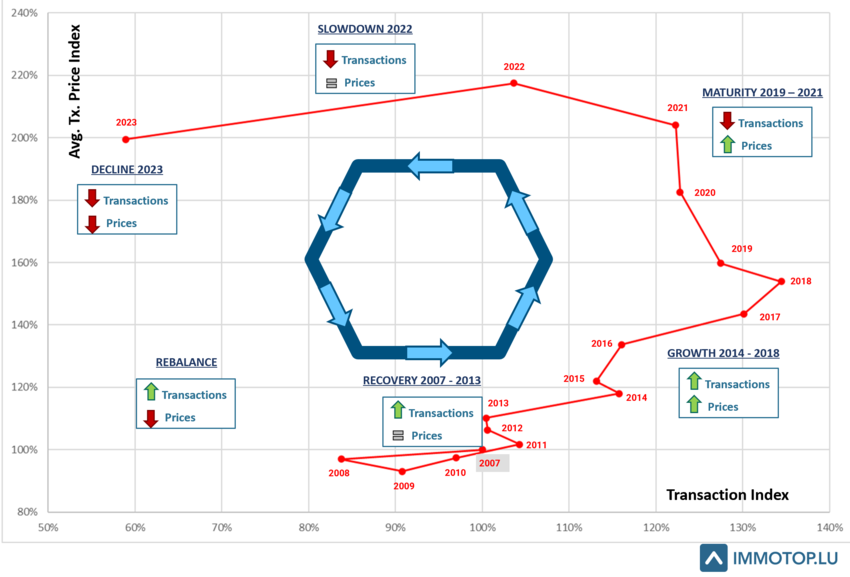 240%
220%
200%
180%
160%
140%
120%
100%
80%
50%
60%
70%
80%
90%
100%
110%
120%
130%
140%
Avg. Tx. Price Index
Transaction Index
SLOWDOWN 2022
Transactions
Prices
MATURITY 2019 – 2021
Transactions
Prices
DECLINE 2023
Transactions
Prices
REBALANCE
Transactions
Prices
RECOVERY 2007 - 2013
Transactions
Prices
GROWTH 2014 - 2018
Transactions
Prices
2023
2022
2021
2020
2019
2018
2017
2016
2015
2014
2013
2012
2011
2007
2010
2009
2008
IMMOTOP.LU